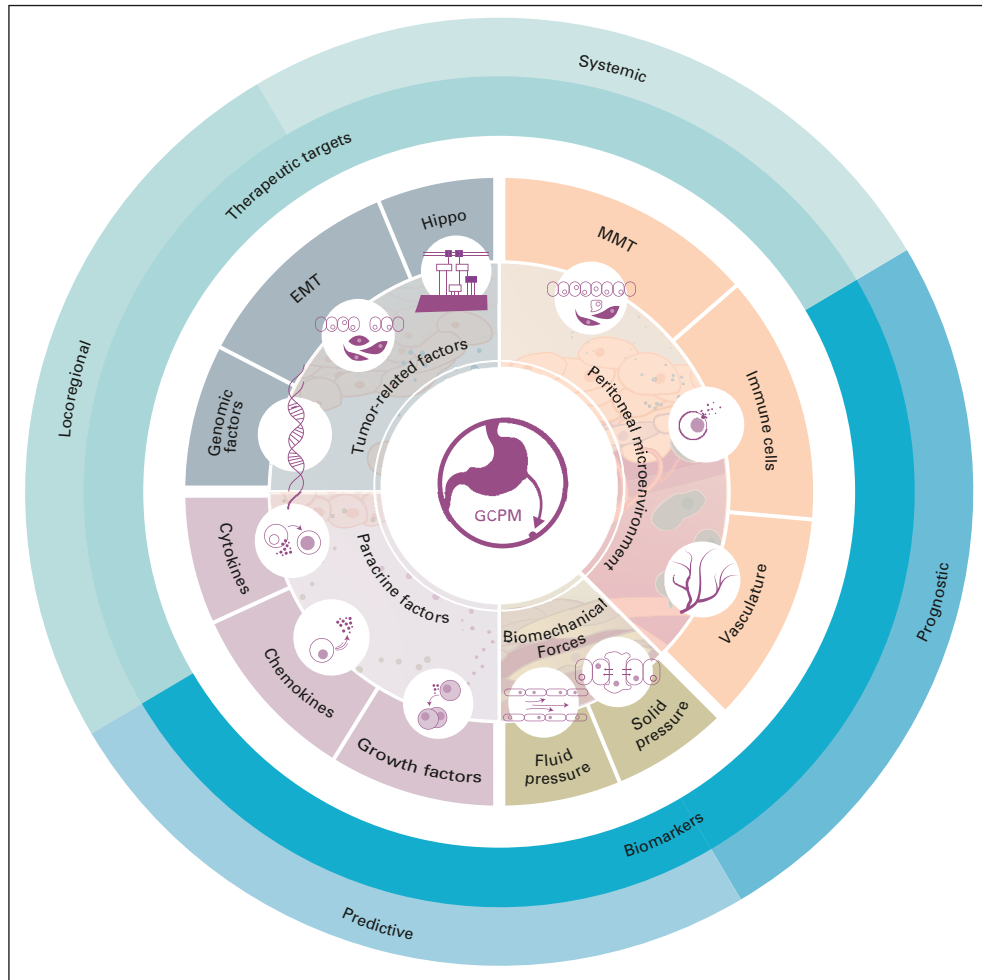 Systemic
Therapeutic targets
Locoregional
Hippo
MMT
EMT
Tumor-related factors
Peritoneal microenvironment
Immune cells
Genomic
factors
GCPM
Cytokines
Paracrine factors
Vasculature
Prognostic
Biomechanical
Forces
Chemokines
Solid
pressure
Growth factors
Fluid
pressure
Biomarkers
Predictive